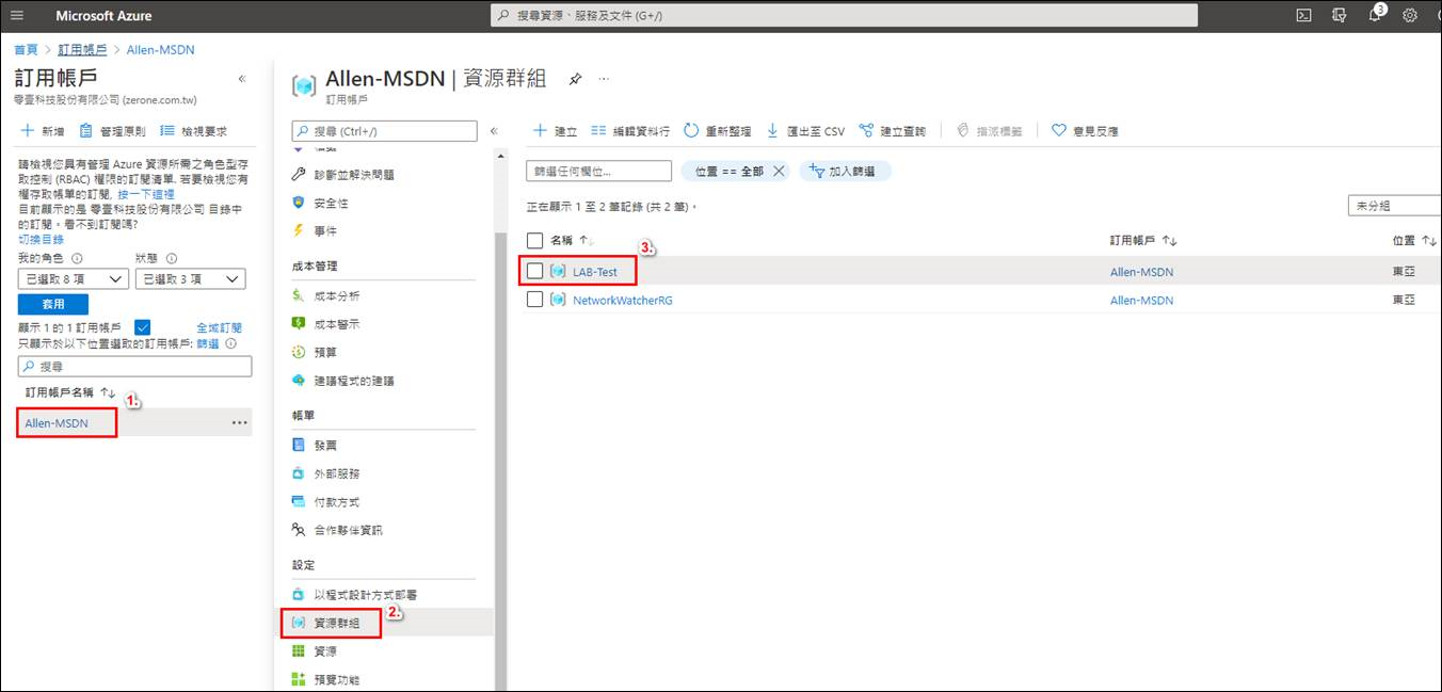 Microsoft Azure
搜尋資源、服務及文件 (G+/)
3
首頁 > 訂用帳戶 > Allen-MSDN
訂用帳戶
零壹科技股份有限公司 (zerone.com.tw)
新增 管理原則 檢視要求
請檢視您具有管理 Azure 資源所需之角色型存
取控制 (RBAC) 權限的訂閱清單. 若要檢視您有
權存取帳單的訂閱, 按一下這裡
目前顯示的是 零壹科技股份有限公司 目錄中
的訂閱。看不到訂閱嗎?
切換目錄
我的角色 狀態
已選取 8 項 已選取 3 項
套用
顯示 1 的 1 訂用帳戶 全域訂閱
只顯示於以下位置選取的訂用帳戶: 篩選
搜尋
訂用帳戶名稱 ↑↓
1.
Allen-MSDN ...
Allen-MSDN | 資源群組 ...
訂用帳戶
搜尋 (Ctrl+/)
診斷並解決問題
安全性
事件
成本管理
成本分析
成本警示
預算
建議程式的建議
帳單
發票
外部服務
付款方式
合作夥伴資訊
設定
以程式設計方式部署
資源群組
2.
資源
預覽功能
建立 編輯資料行 重新整理 匯出至 CSV 建立查詢 指派標籤 意見反應
篩選任何欄位... 位置 == 全部 加入篩選
正在顯示 1 至 2 筆記錄 (共 2 筆)。
未分組
名稱 ↑↓ 訂用帳戶 ↑↓ 位置 ↑↓
3.
LAB-Test Allen-MSDN 東亞
NetworkWatcherRG Allen-MSDN 東亞